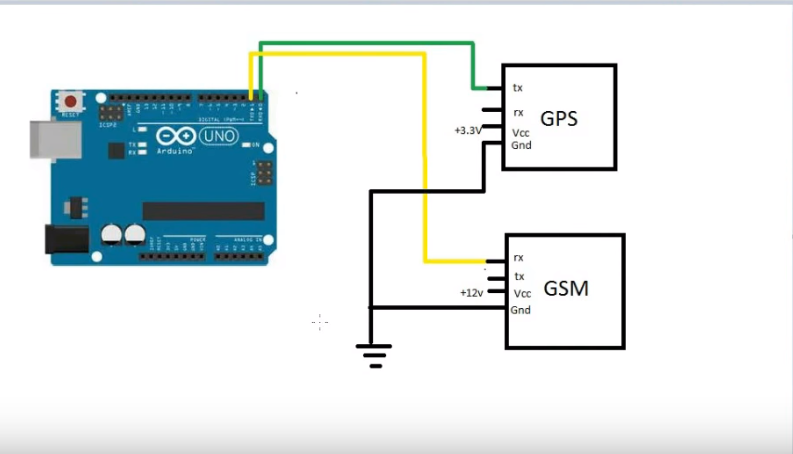 RESET
ICSP2
L
TX
RX
Arduino
UNO
ON
ICSP
DIGITAL (PWM~)
POWER
ANALOG IN
tx
rx
+3.3V
Vcc
Gnd
GPS
rx
tx
+12v
Vcc
Gnd
GSM